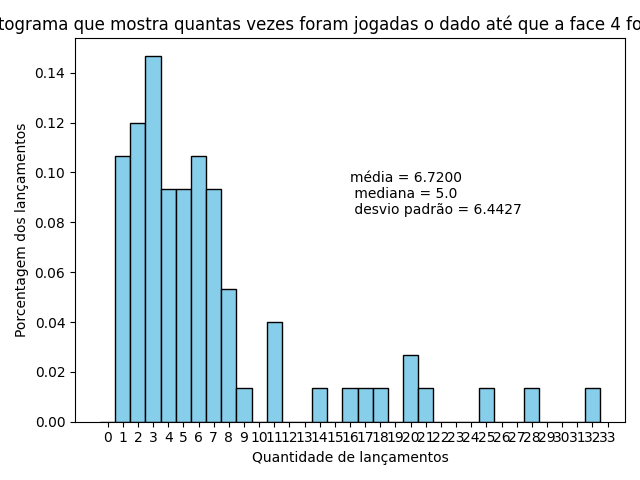 tograma que mostra quantas vezes foram jogadas o dado até que a face 4 fo
0.14
0.12
0.10
0.08
0.06
0.04
0.02
0.00
Porcentagem dos lançamentos
média = 6.7200
mediana = 5.0
desvio padrão = 6.4427
0 1 2 3 4 5 6 7 8 9 10 11 12 13 14 15 16 17 18 19 20 21 22 23 24 25 26 27 28 29 30 31 32 33
Quantidade de lançamentos